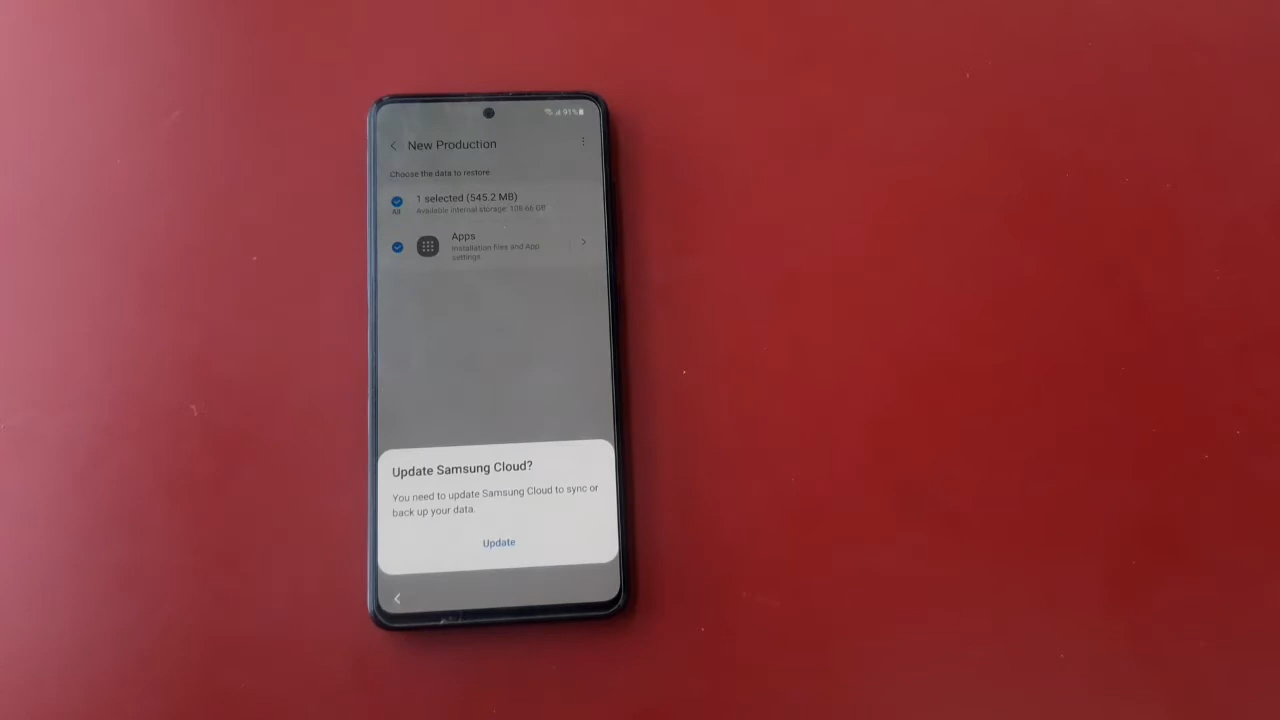 91%
New Production
Choose the data to restore.
1 selected (545.2 MB)
All
Available internal storage: 108.66 GB
Apps
Installation files and App
settings
Update Samsung Cloud?
You need to update Samsung Cloud to sync or
back up your data.
Update